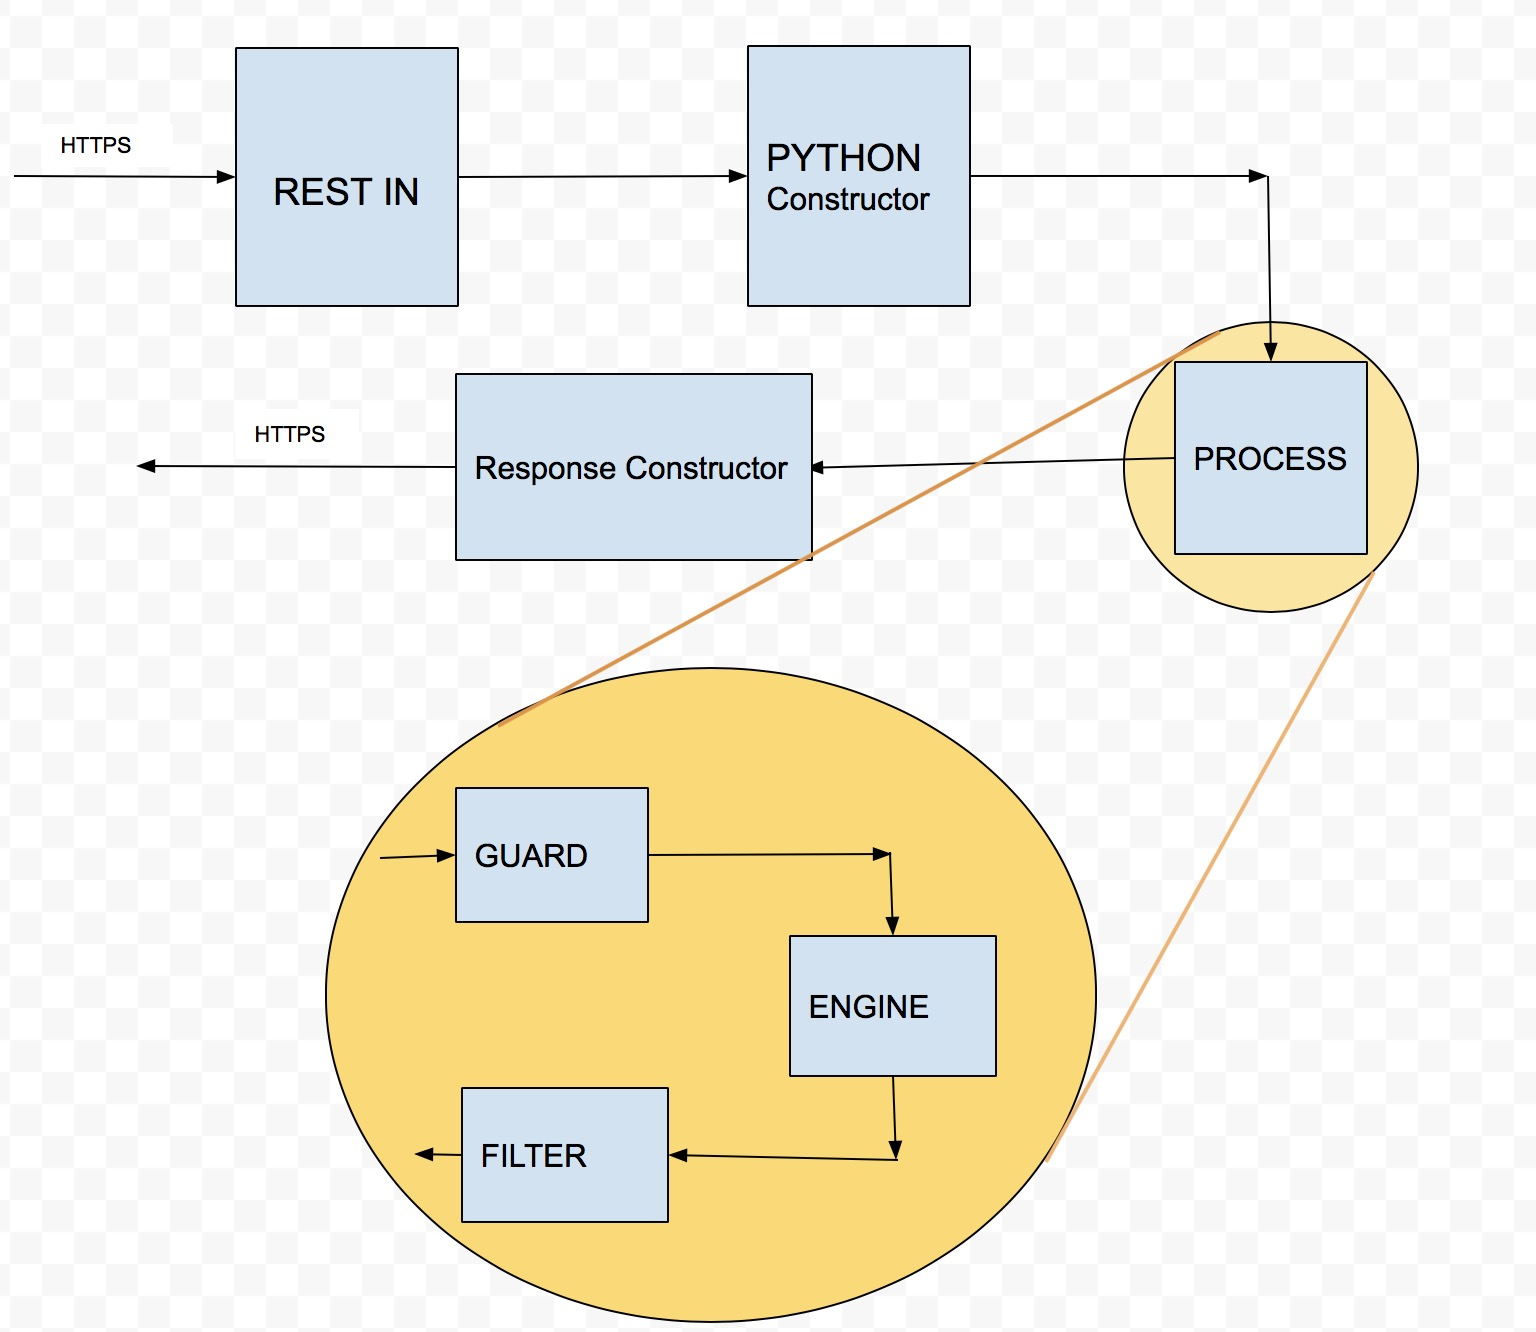 HTTPS
REST IN
PYTHON
Constructor
HTTPS
Response Constructor
PROCESS
GUARD
ENGINE
FILTER